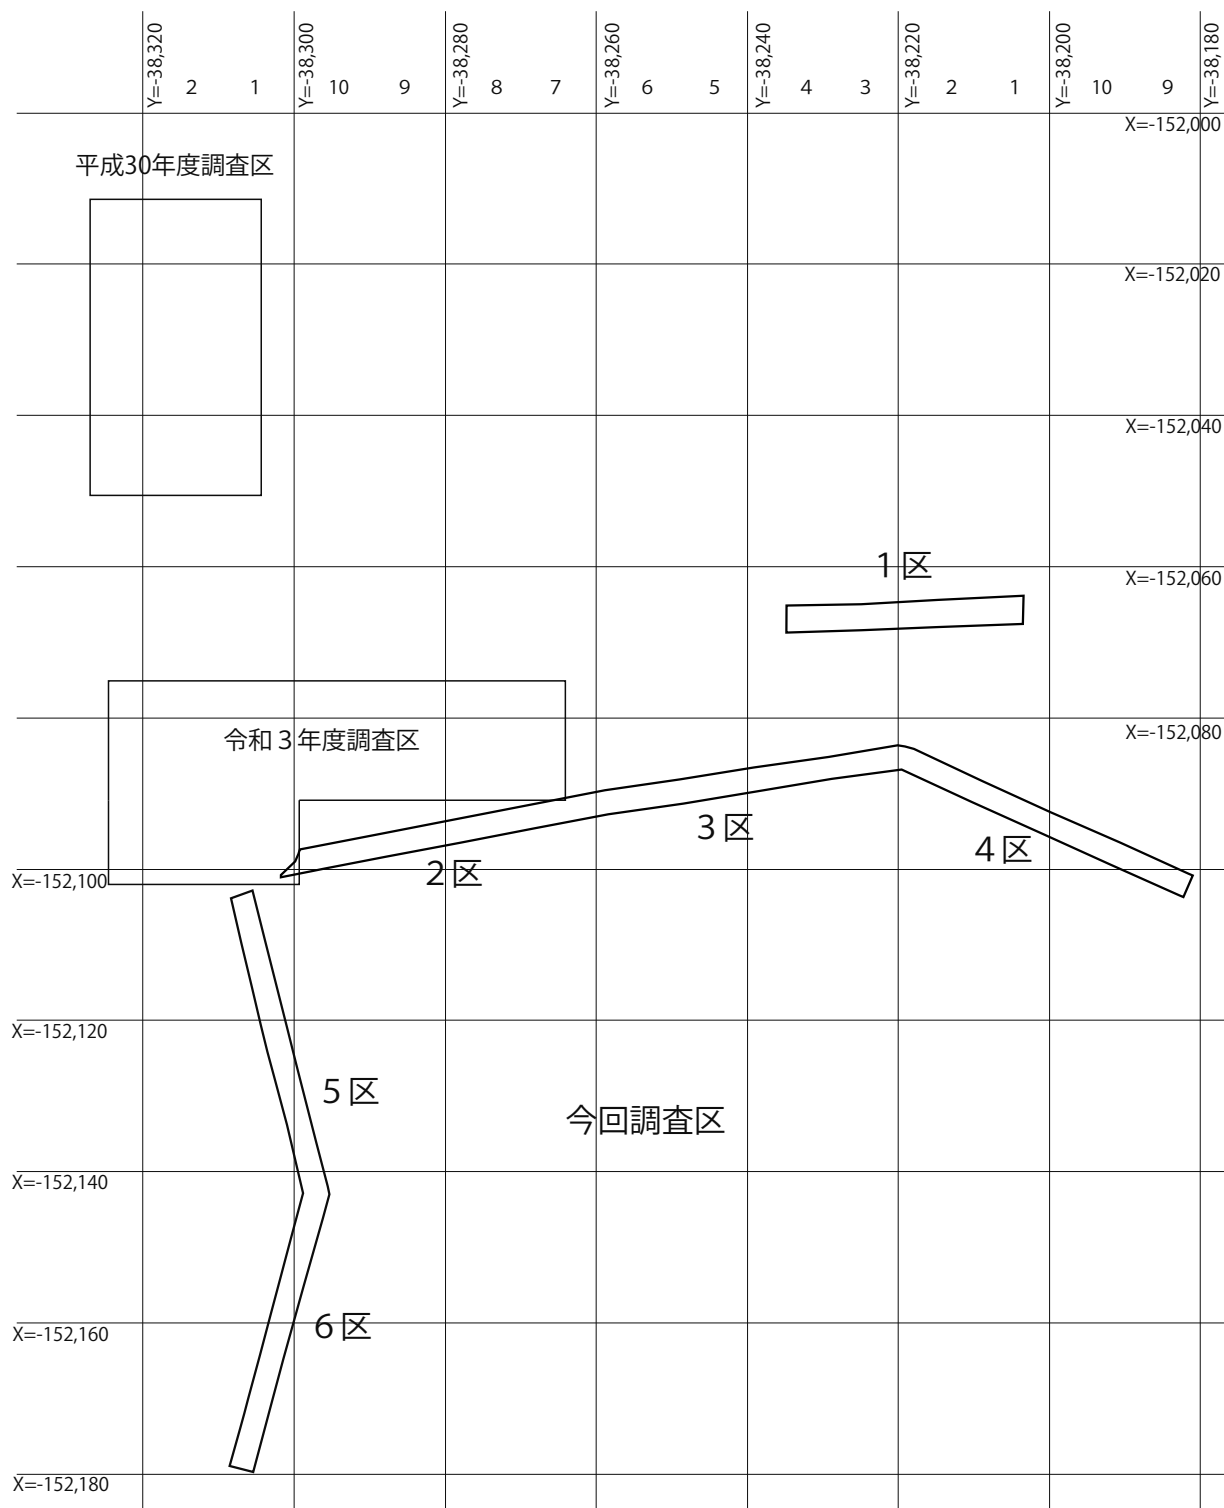 Y=-38,320
Y=-38,300
Y=-38,280
Y=-38,260
Y=-38,240
Y=-38,220
Y=-38,200
Y=-38,180
2 1 10 9 8 7 6 5 4 3 2 1 10 9
X=-152,000
平成30年度調査区
X=-152,020
X=-152,040
1区
X=-152,060
令和3年度調査区
X=-152,080
3区
4区
2区
X=-152,100
X=-152,120
5区
今回調査区
X=-152,140
6区
X=-152,160
X=-152,180